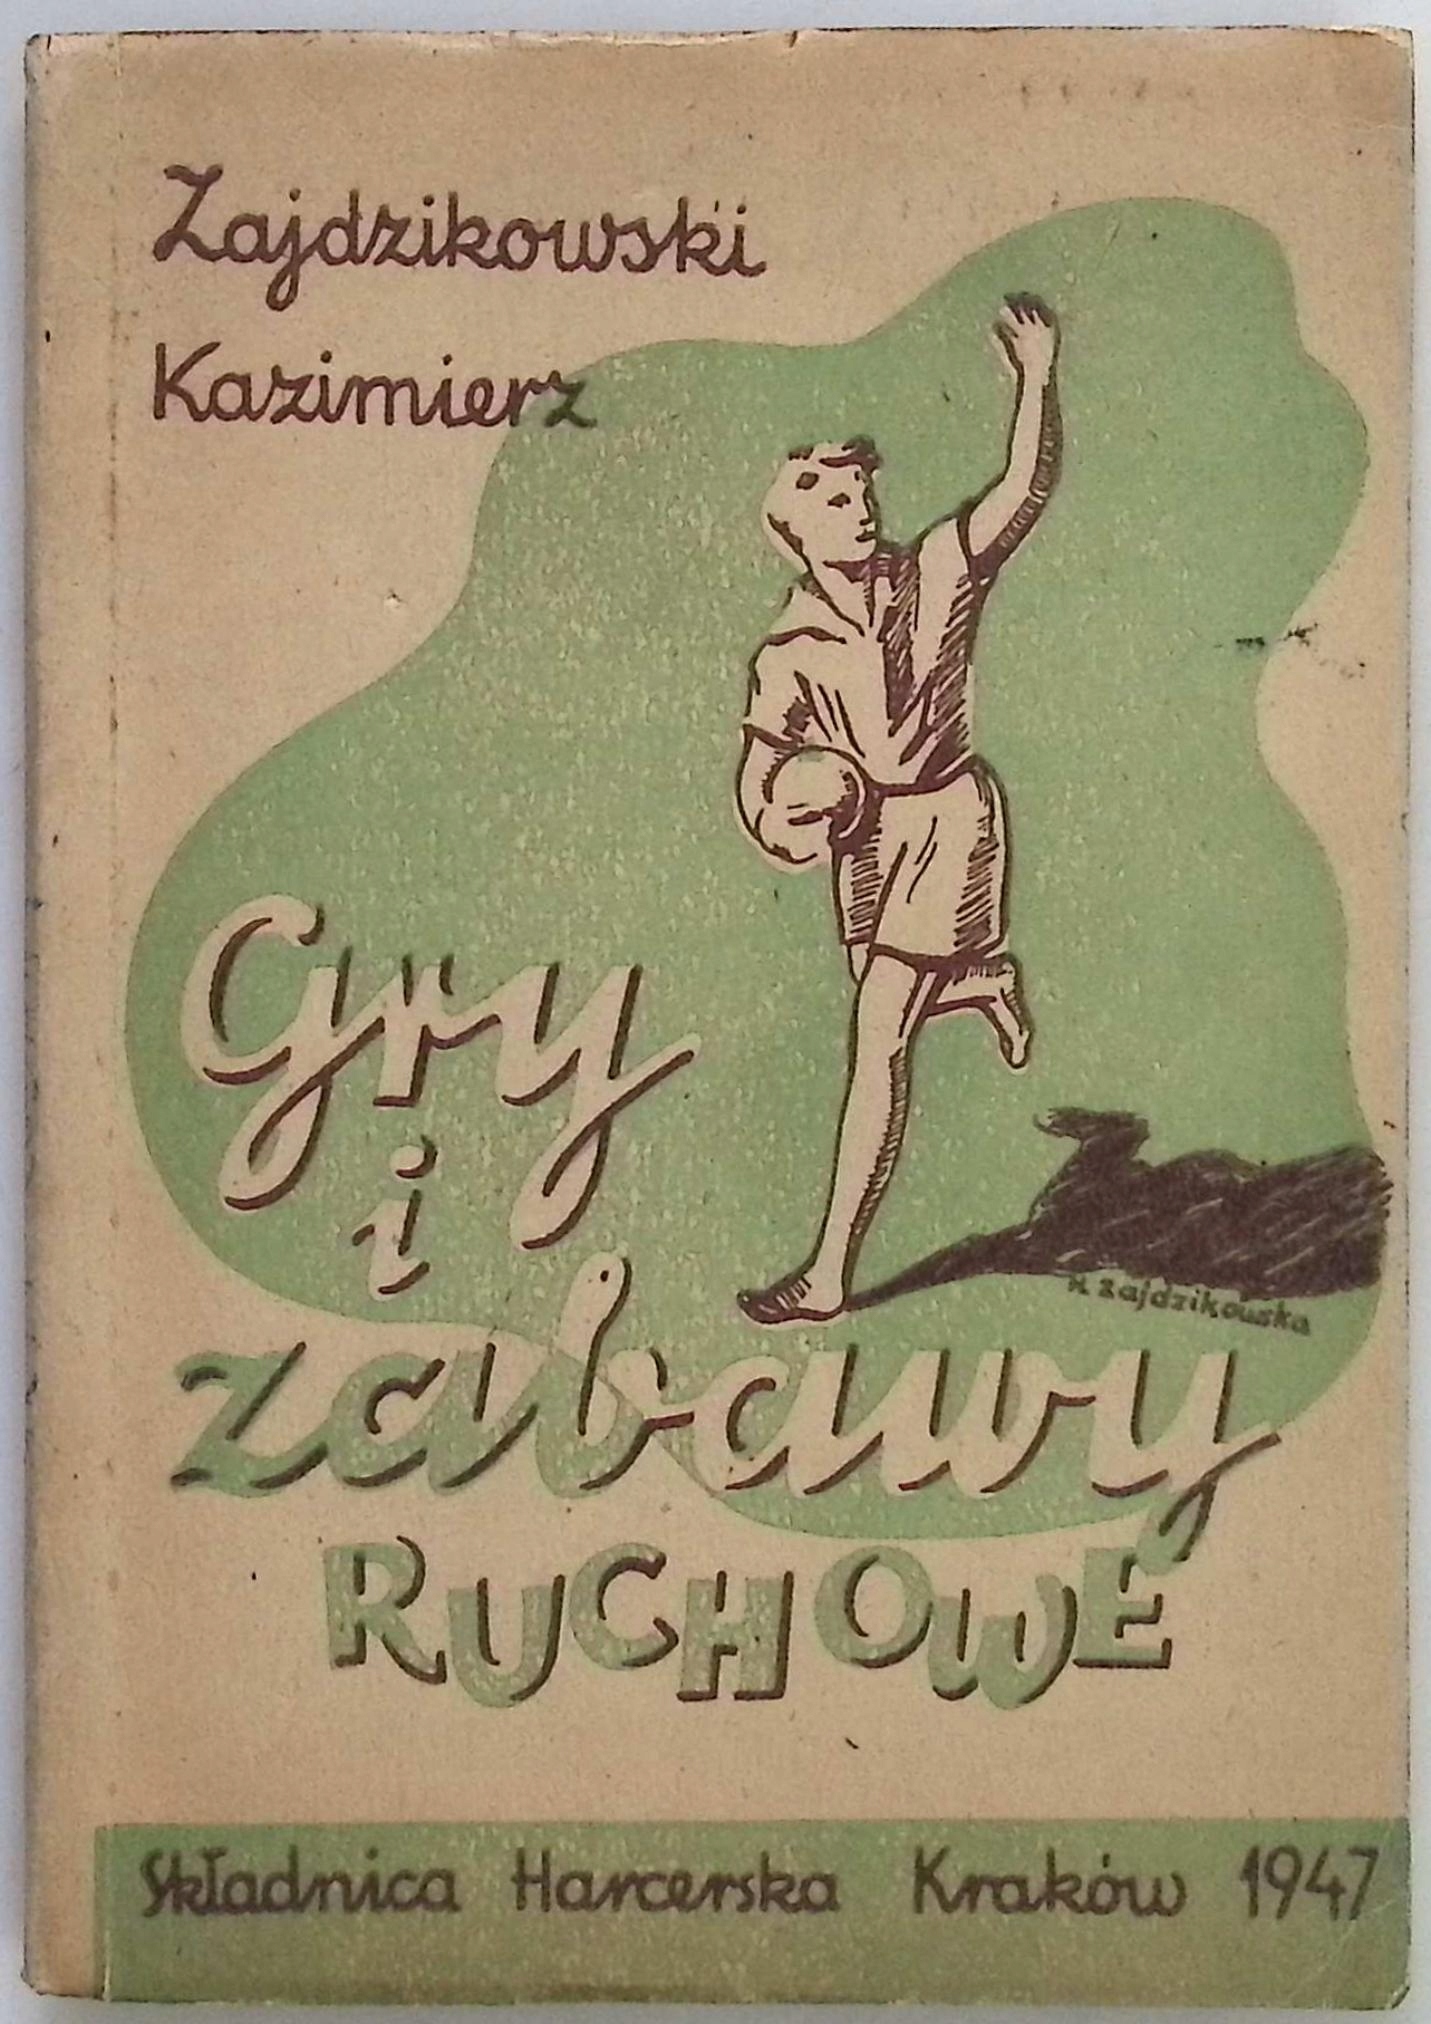 Zajdzikowski
Kazimierz
Gry
i
zabawy
RUCHOWE
H. Zajdzikowska
Składnica Harcerska Kraków 1947